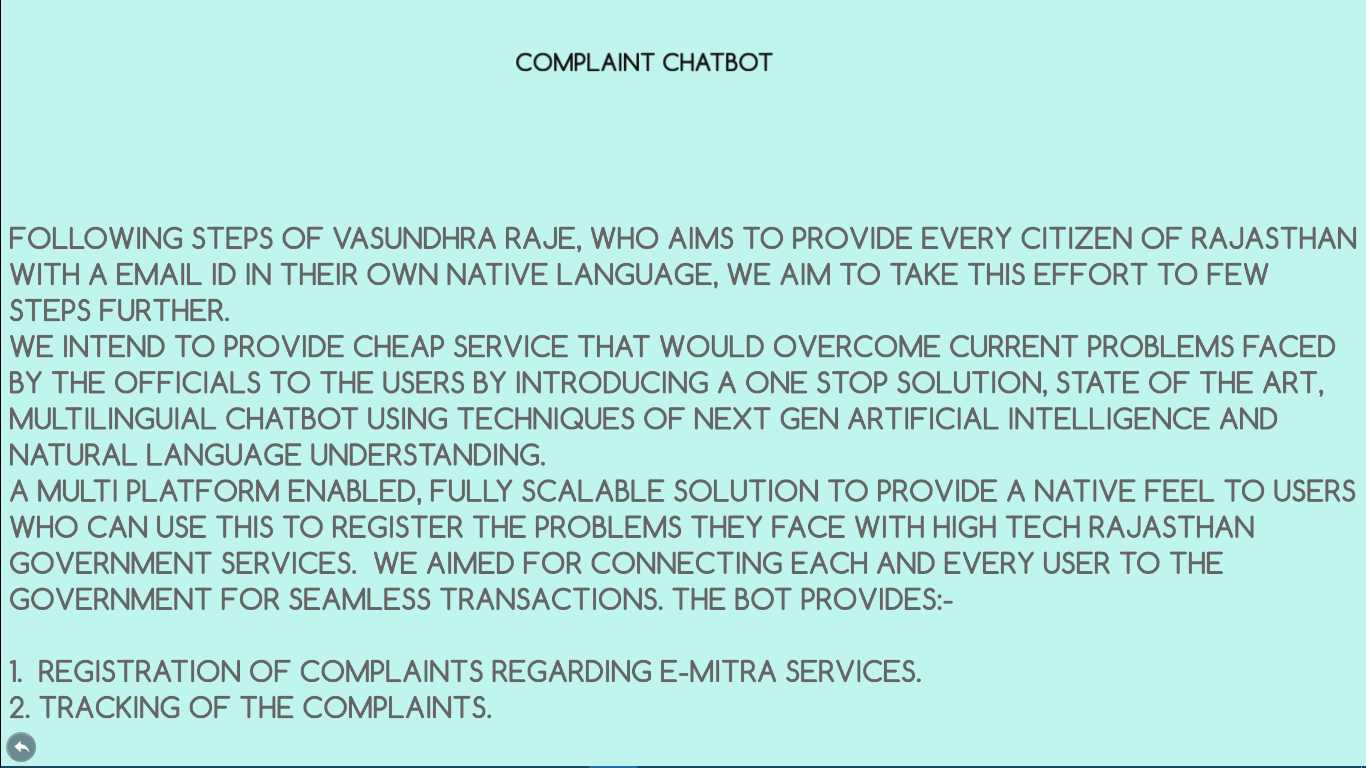 COMPLAINT CHATBOT
FOLLOWING STEPS OF VASUNDHRA RAJE, WHO AIMS TO PROVIDE EVERY CITIZEN OF RAJASTHAN
WITH A EMAIL ID IN THEIR OWN NATIVE LANGUAGE, WE AIM TO TAKE THIS EFFORT TO FEW
STEPS FURTHER.
WE INTEND TO PROVIDE CHEAP SERVICE THAT WOULD OVERCOME CURRENT PROBLEMS FACED
BY THE OFFICIALS TO THE USERS BY INTRODUCING A ONE STOP SOLUTION, STATE OF THE ART,
MULTILINGUIAL CHATBOT USING TECHNIQUES OF NEXT GEN ARTIFICIAL INTELLIGENCE AND
NATURAL LANGUAGE UNDERSTANDING.
A MULTI PLATFORM ENABLED, FULLY SCALABLE SOLUTION TO PROVIDE A NATIVE FEEL TO USERS
WHO CAN USE THIS TO REGISTER THE PROBLEMS THEY FACE WITH HIGH TECH RAJASTHAN
GOVERNMENT SERVICES.  WE AIMED FOR CONNECTING EACH AND EVERY USER TO THE
GOVERNMENT FOR SEAMLESS TRANSACTIONS. THE BOT PROVIDES:-
1.  REGISTRATION OF COMPLAINTS REGARDING E-MITRA SERVICES.
2. TRACKING OF THE COMPLAINTS.